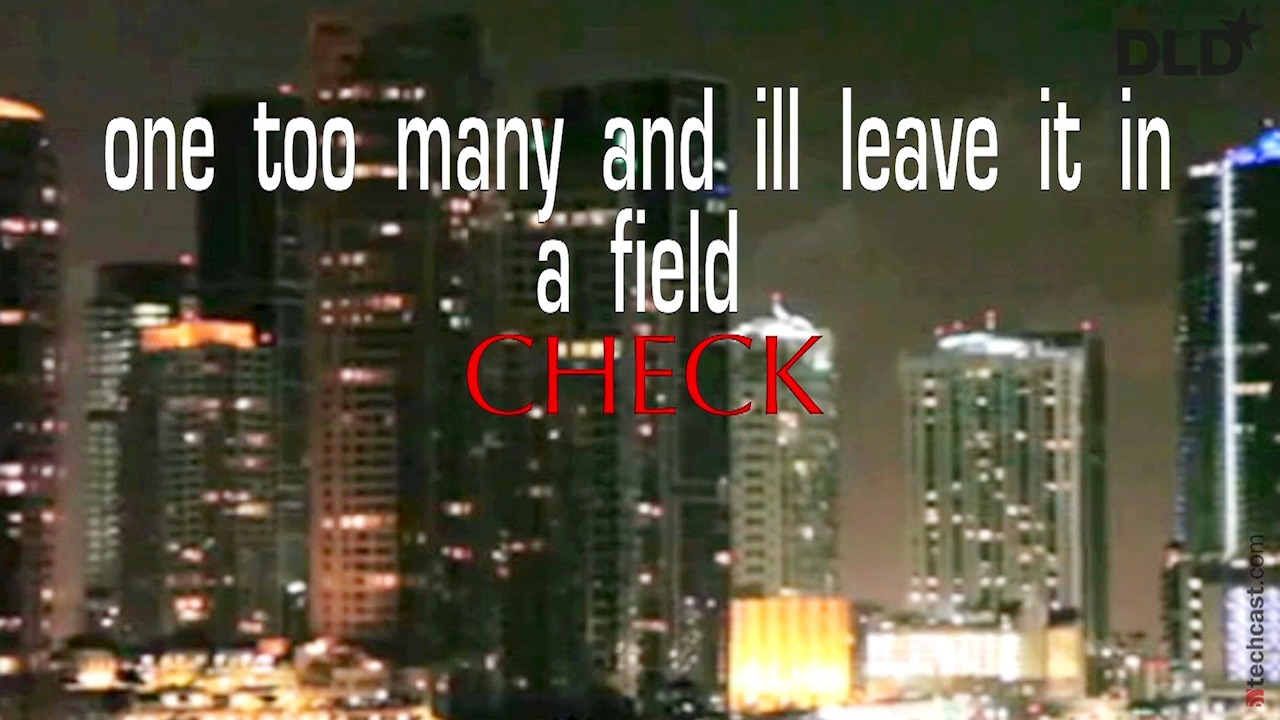 DLD
one too many and ill leave it in
a field
CHECK
techcast.com